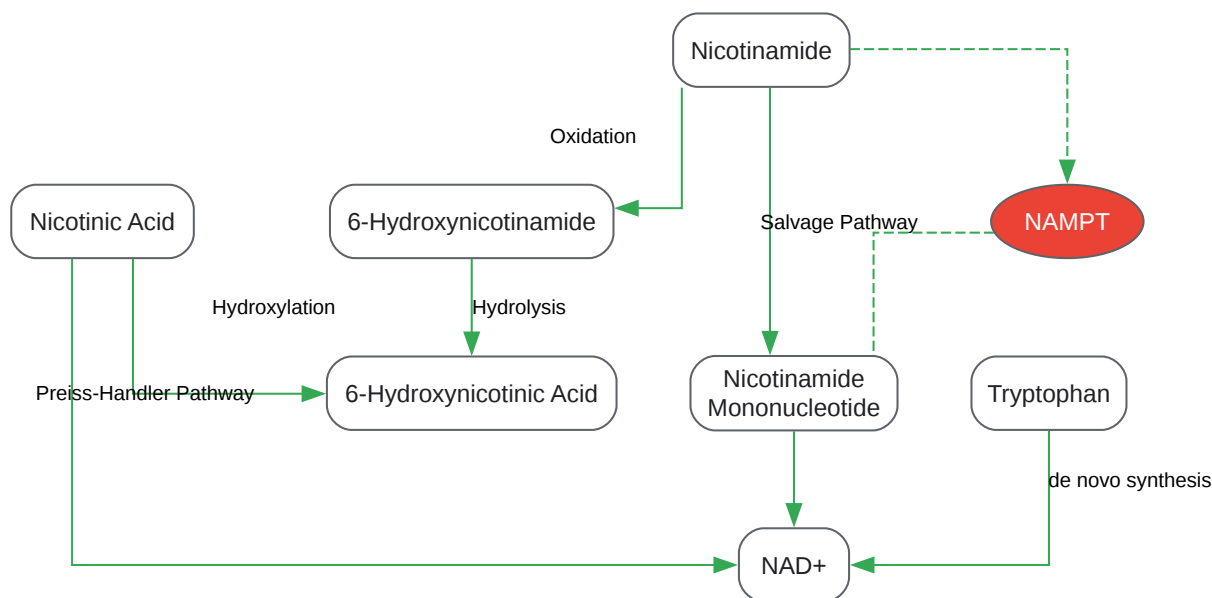 Nicotinamide
Oxidation
Nicotinic Acid
6-Hydroxynicotinamide
Salvage Pathway
NAMPT
Hydroxylation
Hydrolysis
Preiss-Handler Pathway
6-Hydroxynicotinic Acid
Nicotinamide
Mononucleotide
Tryptophan
de novo synthesis
NAD+